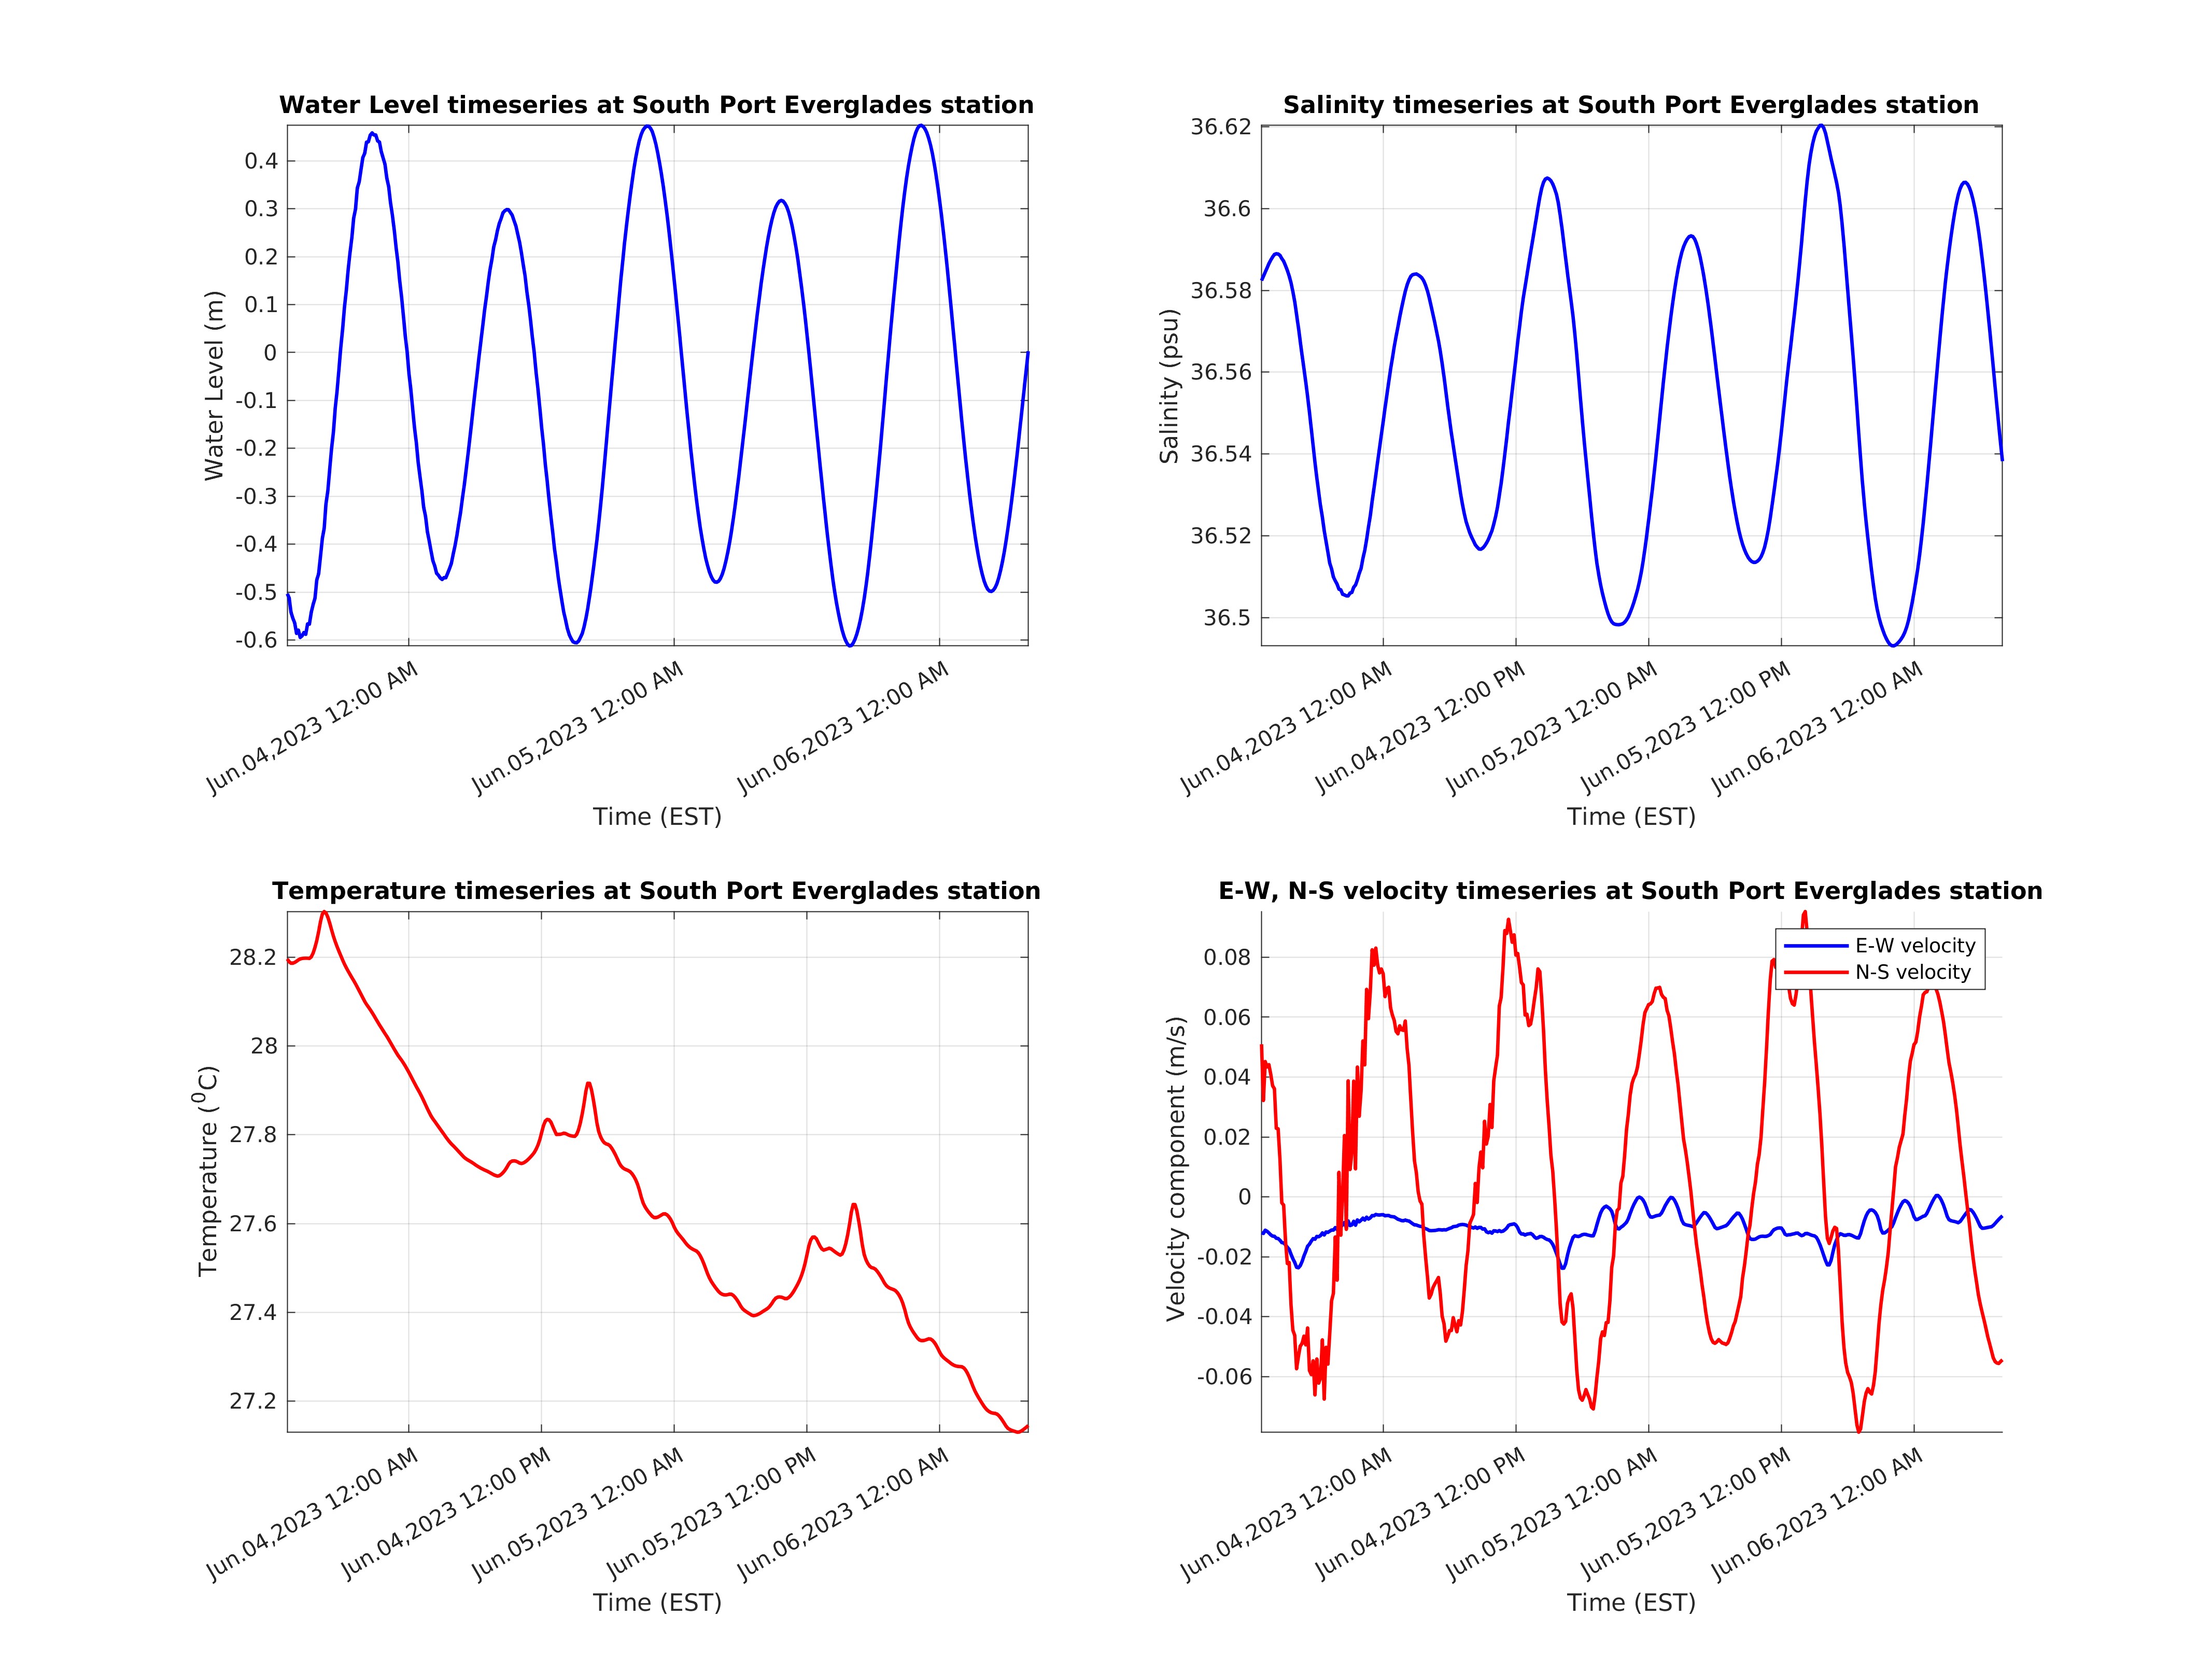 Water Level timeseries at South Port Everglades station
0.4
0.3
0.2
0.1
0
-0.1
-0.2
-0.3
-0.4
-0.5
-0.6
Water Level (m)
Jun.04,2023 12:00 AM
Jun.05,2023 12:00 AM
Jun.06,2023 12:00 AM
Time (EST)
Salinity timeseries at South Port Everglades station
36.62
36.6
36.58
36.56
36.54
36.52
36.5
Salinity (psu)
Jun.04,2023 12:00 AM
Jun.04,2023 12:00 PM
Jun.05,2023 12:00 AM
Jun.05,2023 12:00 PM
Jun.06,2023 12:00 AM
Time (EST)
Temperature timeseries at South Port Everglades station
28.2
28
27.8
27.6
27.4
27.2
Temperature (⁰C)
Jun.04,2023 12:00 AM
Jun.04,2023 12:00 PM
Jun.05,2023 12:00 AM
Jun.05,2023 12:00 PM
Jun.06,2023 12:00 AM
Time (EST)
E-W, N-S velocity timeseries at South Port Everglades station
E-W velocity
N-S velocity
0.08
0.06
0.04
0.02
0
-0.02
-0.04
-0.06
Velocity component (m/s)
Jun.04,2023 12:00 AM
Jun.04,2023 12:00 PM
Jun.05,2023 12:00 AM
Jun.05,2023 12:00 PM
Jun.06,2023 12:00 AM
Time (EST)